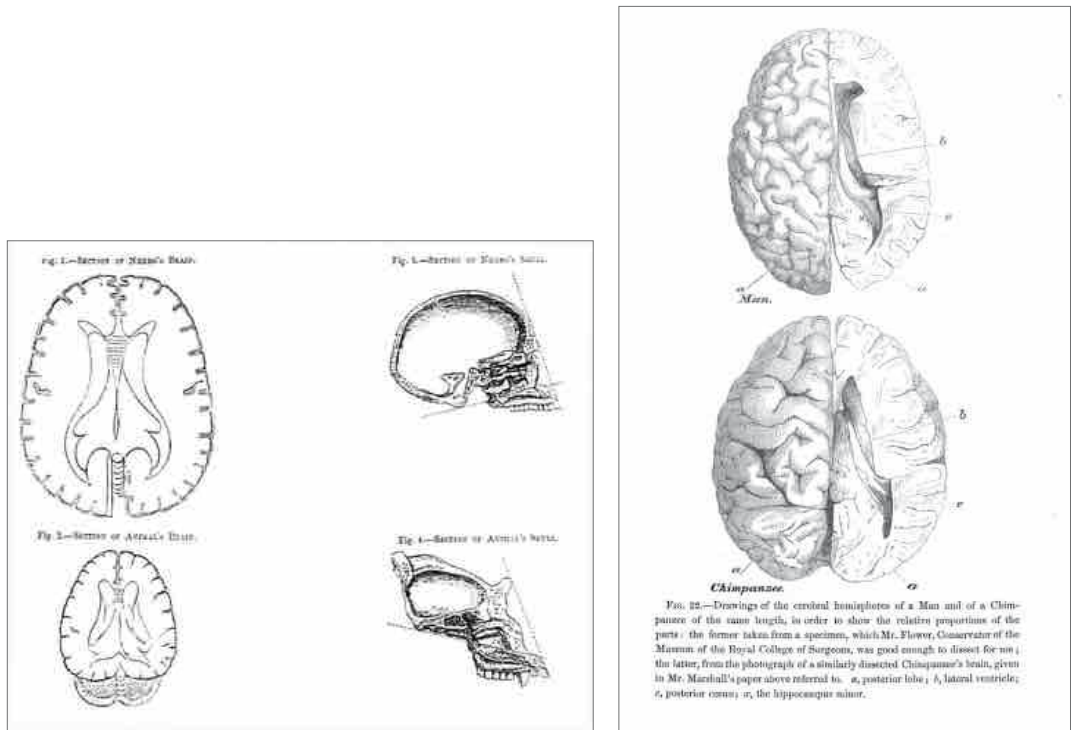 Fig. 1.—Section of Negro's Brain.
Fig. 3.—Section of Negro's Skull.
Fig. 2.—Section of Brain.
Fig. 4.—Section of Skull.
b
x
a
a
Man.
b
c
a
a
Chimpanzee.
Fig. 22.—Drawings of the cerebral hemispheres of a Man and of a Chim-
panzee of the same length, in order to show the relative proportions of the
parts: the former taken from a specimen, which Mr. Flower, Conservator of the
Museum of the Royal College of Surgeons, was good enough to dissect for me;
the latter, from the photograph of a similarly dissected Chimpanzee's brain, given
in Mr. Marshall's paper above referred to. a, posterior lobe; b, lateral ventricle;
c, posterior cornu; x, the hippocampus minor.